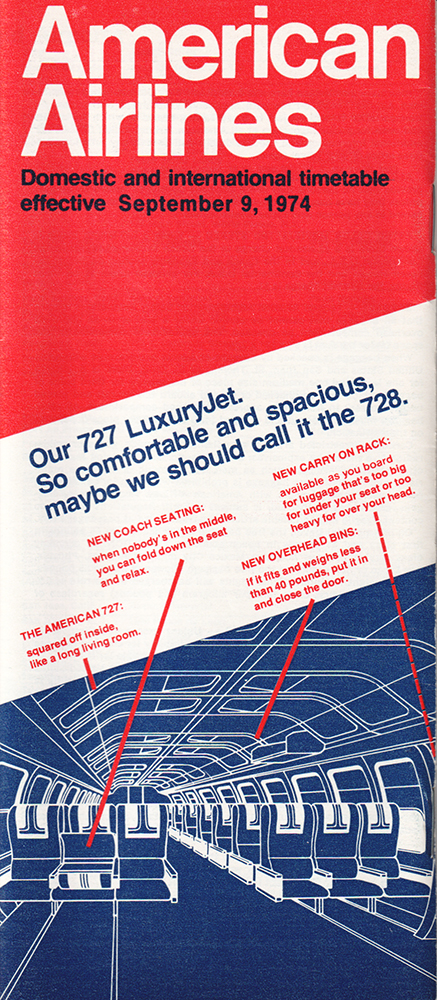 American
Airlines
Domestic and international timetable
effective September 9, 1974
Our 727 LuxuryJet.
So comfortable and spacious,
maybe we should call it the 728.
NEW COACH SEATING:
when nobody's in the middle,
you can fold down the seat
and relax.
NEW CARRY ON RACK:
available as you board
for luggage that's too big
for under your seat or too
heavy for over your head.
THE AMERICAN 727:
squared off inside,
like a long living room.
NEW OVERHEAD BINS:
if it fits and weighs less
than 40 pounds, put it in
and close the door.